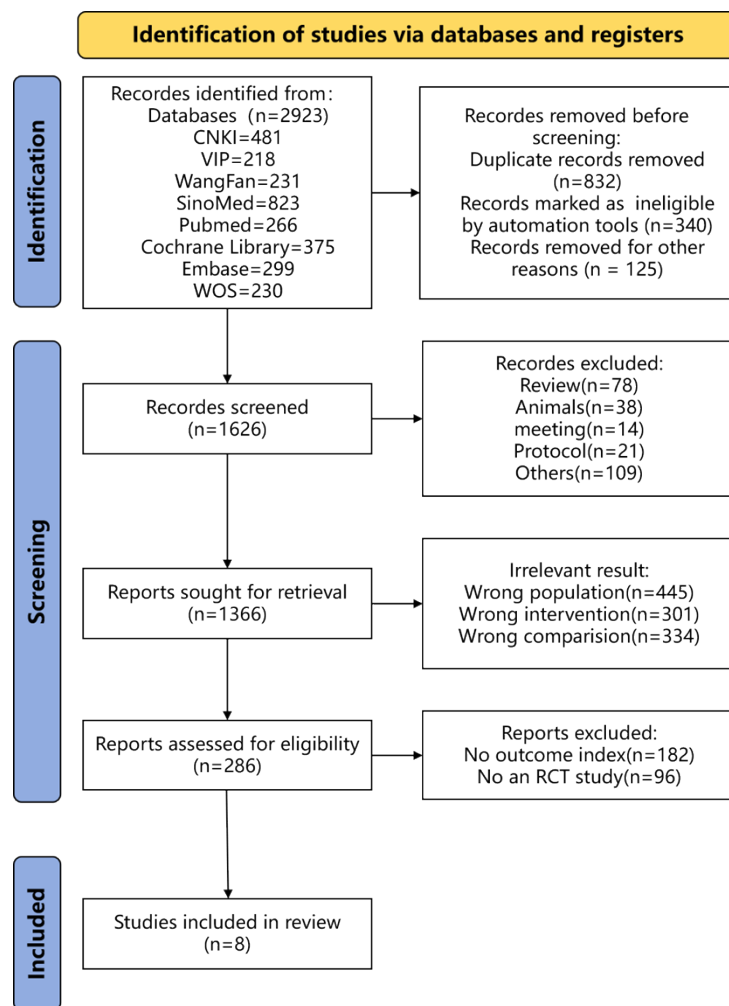 Identification of studies via databases and registers
Identification
Recordes identified from:
Databases (n=2923)
CNKI=481
VIP=218
WangFan=231
SinoMed=823
Pubmed=266
Cochrane Library=375
Embase=299
WOS=230
Recordes removed before
screening:
Duplicate records removed
(n=832)
Records marked as ineligible
by automation tools (n=340)
Records removed for other
reasons (n = 125)
Screening
Recordes screened
(n=1626)
Recordes excluded:
Review(n=78)
Animals(n=38)
meeting(n=14)
Protocol(n=21)
Others(n=109)
Reports sought for retrieval
(n=1366)
Irrelevant result:
Wrong population(n=445)
Wrong intervention(n=301)
Wrong comparision(n=334)
Reports assessed for eligibility
(n=286)
Reports excluded:
No outcome index(n=182)
No an RCT study(n=96)
Included
Studies included in review
(n=8)